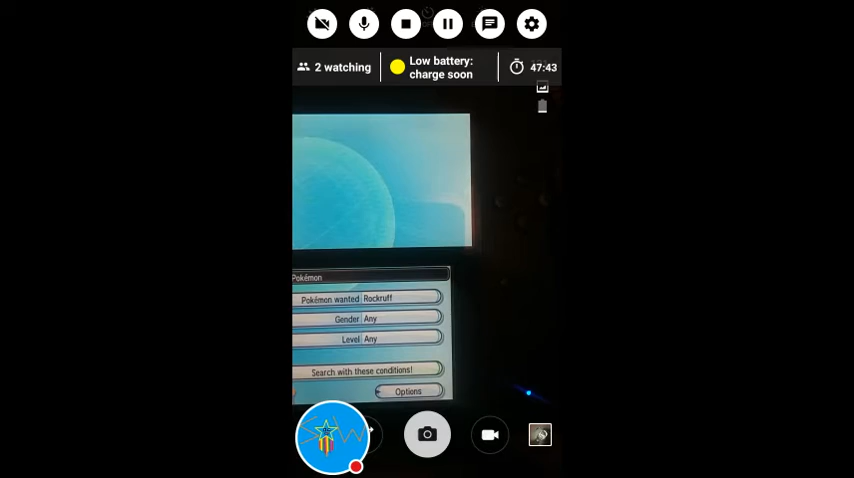 2 watching
Low battery:
charge soon
47:43
Pokémon
Pokémon wanted Rockruff
Gender Any
Level Any
Search with these conditions!
Options